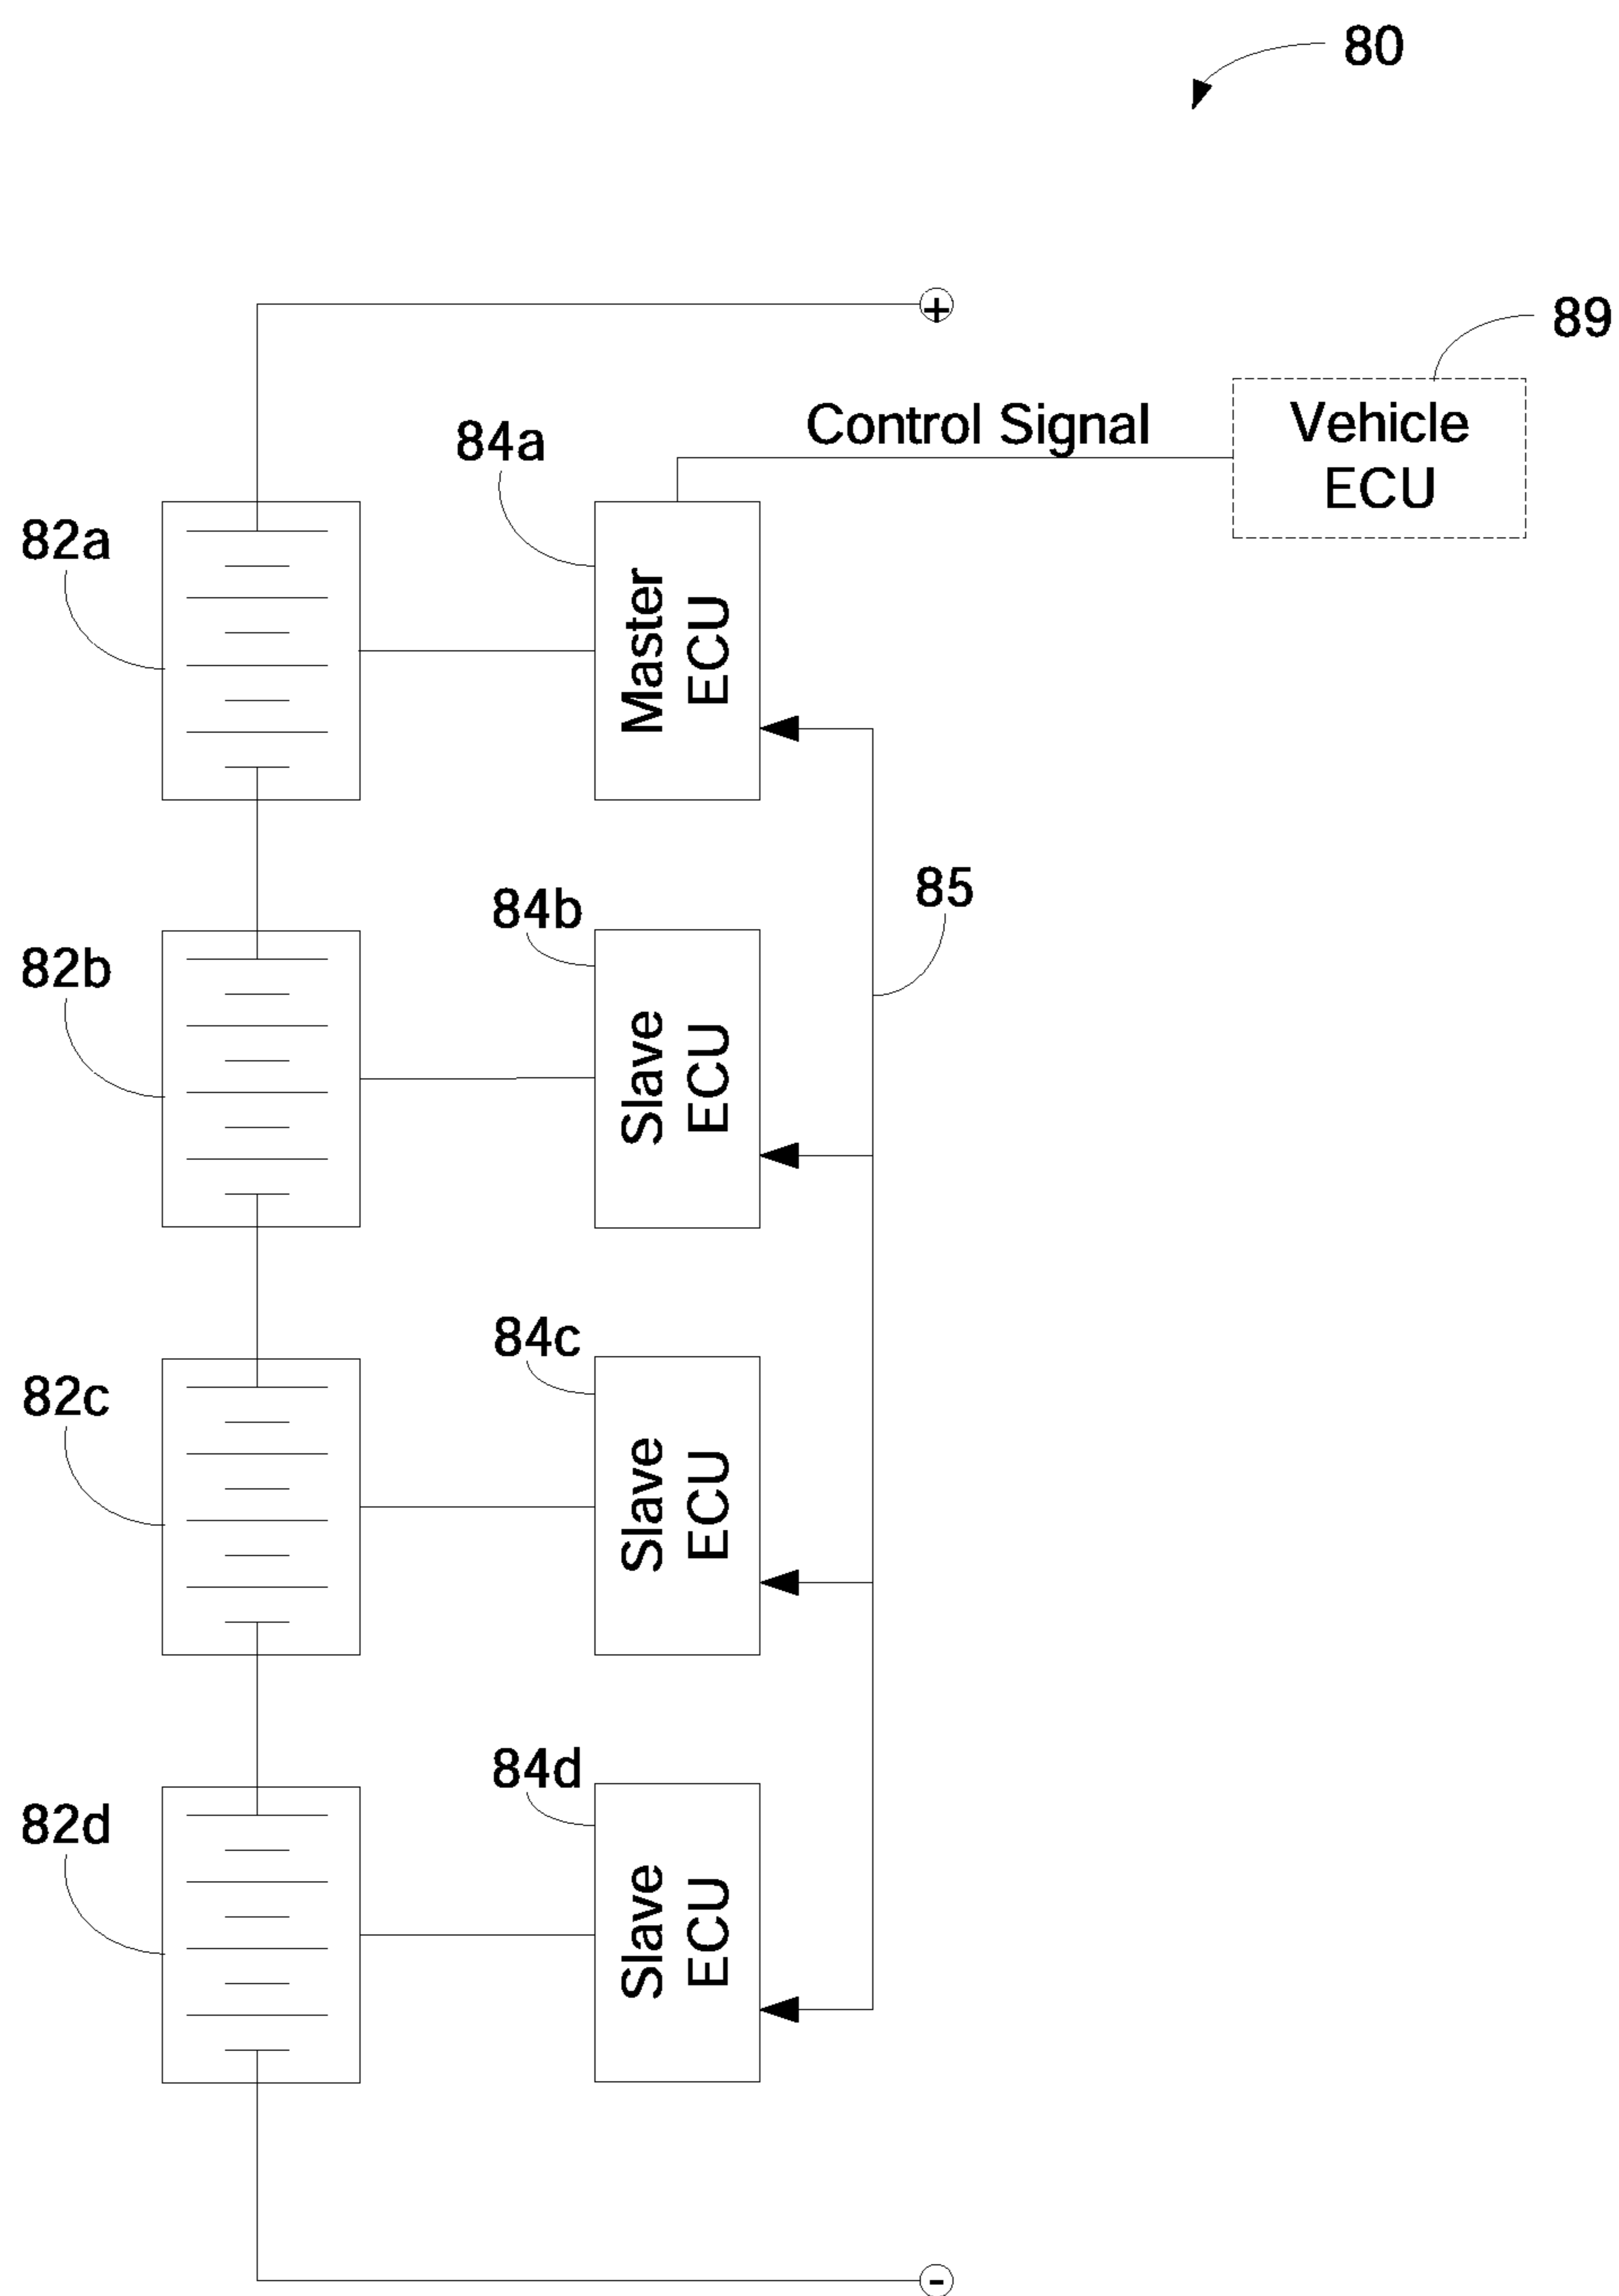 80
+
89
Control Signal
Vehicle
ECU
84a
82a
Master
ECU
85
84b
82b
Slave
ECU
84c
82c
Slave
ECU
84d
82d
Slave
ECU
-